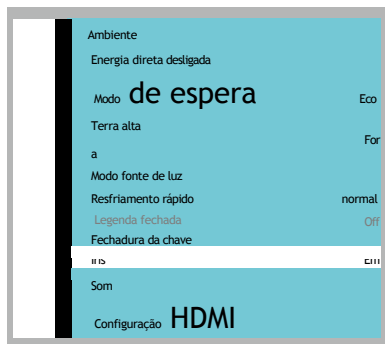 Ambiente
Energia direta desligada
Modo de espera Eco
Terra alta
For
a
Modo fonte de luz
Resfriamento rápido normal
Legenda fechada Off
Fechadura da chave
Som
Configuração HDMI